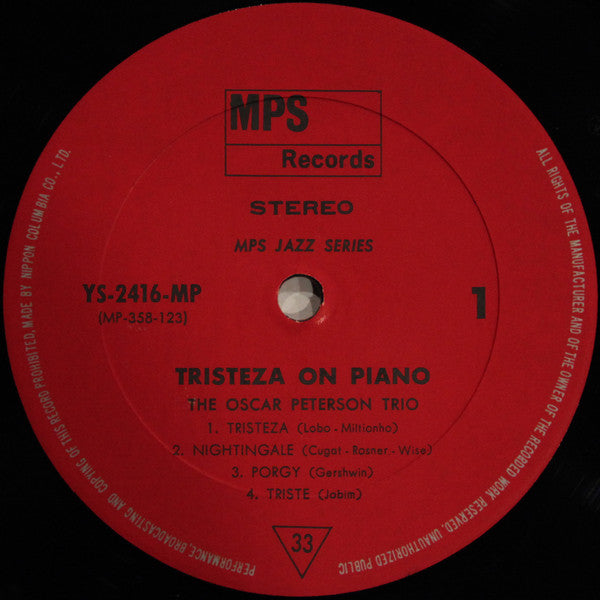 MPS
Records
STEREO
MPS JAZZ SERIES
YS-2416-MP
(MP-358-123)
1
TRISTEZA ON PIANO
THE OSCAR PETERSON TRIO
1. TRISTEZA (Lobo - Miltionho)
2. NIGHTINGALE (Cugat - Rosner - Wise)
3. PORGY (Gershwin)
4. TRISTE (Jobim)
33
ALL RIGHTS OF THE MANUFACTURER AND OF THE OWNER OF THE RECORDED WORK RESERVED. UNAUTHORIZED PUBLIC
PERFORMANCE, BROADCASTING AND COPYING OF THIS RECORD PROHIBITED. MADE BY NIPPON COLUMBIA CO., LTD.